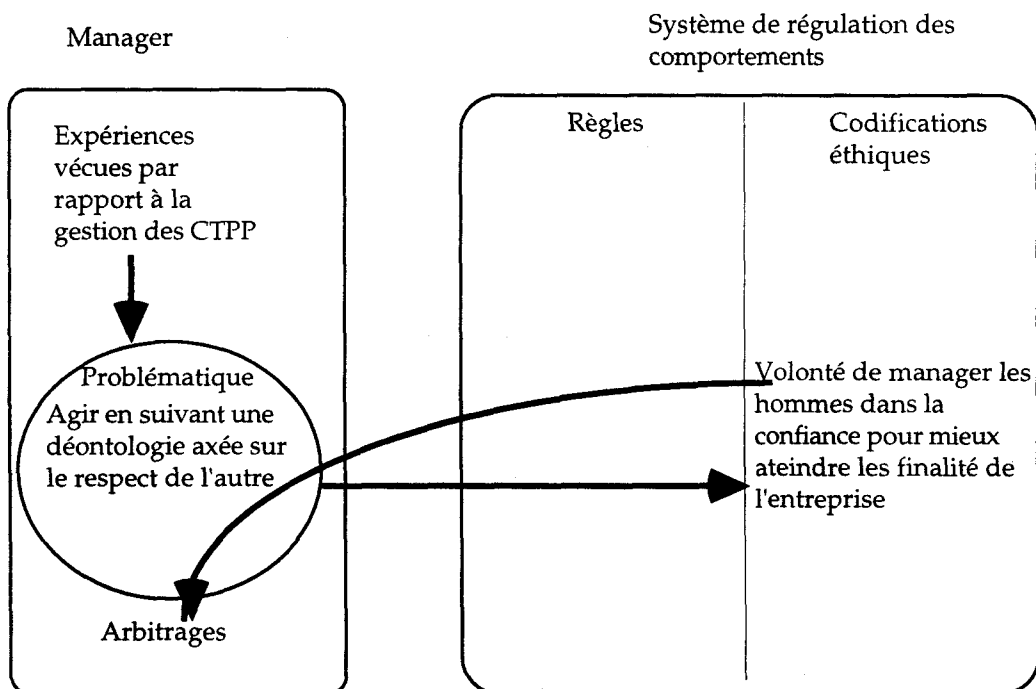 Manager
Système de régulation des
comportements
Expériences
vécues par
rapport à la
gestion des CTPP
Règles
Codifications
éthiques
Problématique
Agir en suivant une
déontologie axée sur
le respect de l'autre
Volonté de manager les
hommes dans la
confiance pour mieux
ateindre les finalité de
l'entreprise
Arbitrages